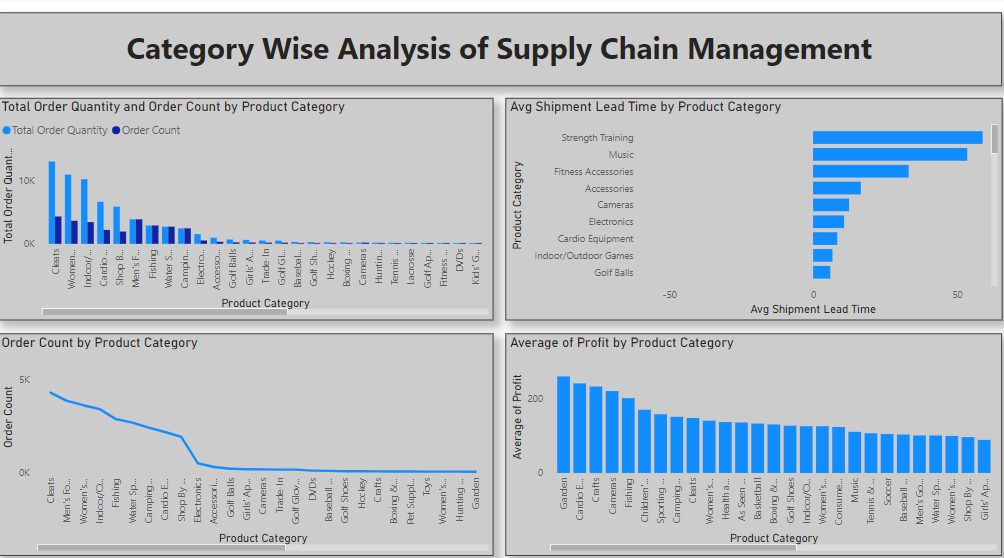 Category Wise Analysis of Supply Chain Management
Total Order Quantity and Order Count by Product Category
Total Order Quantity Order Count
Total Order Quant...
10K
0K
Cleats
Women...
Indoor/...
Cardio ...
Shop B...
Men's F...
Fishing
Water S...
Campin...
Electro...
Accesso...
Golf Balls
Girls' A...
Trade-In
Golf Gl...
Basebal...
Golf Sh...
Hockey
Boxing ...
Cameras
Huntin...
Tennis ...
Lacrosse
Golf Ap...
Fitness ...
DVDs
Kids' G...
Product Category
Avg Shipment Lead Time by Product Category
Product Category
Strength Training
Music
Fitness Accessories
Accessories
Cameras
Electronics
Cardio Equipment
Indoor/Outdoor Games
Golf Balls
-50 0 50
Avg Shipment Lead Time
Order Count by Product Category
Order Count
5K
0K
Cleats
Men's Fo...
Women's...
Indoor/O...
Fishing
Water Sp...
Camping...
Cardio E...
Shop By ...
Electronics
Accessori...
Golf Balls
Girls' Ap...
Cameras
Trade-In
Golf Glov...
DVDs
Baseball ...
Golf Shoes
Hockey
Crafts
Boxing &...
Pet Suppl...
Toys
Women's...
Hunting ...
Garden
Product Category
Average of Profit by Product Category
Average of Profit
200
0
Garden
Cardio E...
Crafts
Cameras
Fishing
Children'...
Sporting ...
Camping...
Cleats
Women's...
Health a...
As Seen ...
Basketball
Boxing &...
Golf Shoes
Indoor/O...
Women's...
Consume...
Music
Tennis & ...
Soccer
Baseball ...
Men's Go...
Water Sp...
Women's...
Shop By ...
Girls' Ap...
Product Category